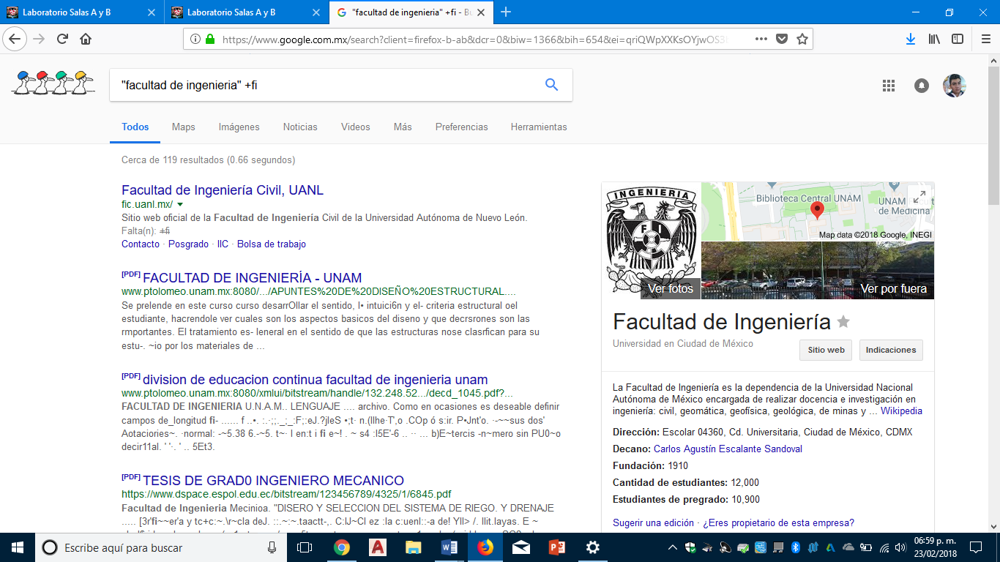 Laboratorio Salas A y B
Laboratorio Salas A y B
"facultad de ingenieria" +fi - Bu
https://www.google.com.mx/search?client=firefox-b-ab&dcr=0&biw=1366&bih=654&ei=qriQWpXXKsOYjwOS3
"facultad de ingenieria" +fi
Todos Maps Imágenes Noticias Videos Más Preferencias Herramientas
Cerca de 119 resultados (0.66 segundos)
Facultad de Ingeniería Civil, UANL
fic.uanl.mx/
Sitio web oficial de la Facultad de Ingeniería Civil de la Universidad Autónoma de Nuevo León.
Falta(n): +fi
Contacto · Posgrado · IIC · Bolsa de trabajo
[PDF] FACULTAD DE INGENIERÍA - UNAM
www.ptolomeo.unam.mx:8080/.../APUNTES%20DE%20DISEÑO%20ESTRUCTURAL....
Se prelende en este curso curso desarrOllar el sentido, l• intuici6n y el- criteria estructural oel
estudiante, hacrendole ver cuales son los aspectos basicos del diseno y que decrsrones son las
rmportantes. El tratamiento es- leneral en el sentido de que las estructuras nose clasrfican para su
estu-. ~io por los materiales de ...
[PDF] division de educacion continua facultad de ingenieria unam
www.ptolomeo.unam.mx:8080/xmlui/bitstream/handle/132.248.52.../decd_1045.pdf?...
FACULTAD DE INGENIERIA U.N.A.M.. LENGUAJE .... archivo. Como en ocasiones es deseable definir
campos de_longitud fi- ...... f ..•. :.·:;:._;_:F;:eJ.?jleS •;t· n.(llhe·T',o .COp ó s:ir. P•Jnt'o. ·-~~sus dos'
Aotaciories~. ·normal: -~5.38 6.-~5. t~· l en:t i fi e~! . ~ s4 :l5E'-6 .. ·· ... b)E~tercis -n~mero sin PU0~o
decir11al. ' '·. ' .. 5Et3.
[PDF] TESIS DE GRAD0 INGENIERO MECANICO
https://www.dspace.espol.edu.ec/bitstream/123456789/4325/1/6845.pdf
Facultad de Ingenieria Mecinioa. "DISERO Y SELECCION DEL SISTEMA DE RIEGO. Y DRENAJE
..... [3r'fi~~er'a y tc+c:~.\r~cla deJ. ::.~:~.taactt-,. C:lJ~Cl ez :la c:uenl::-a de! Yll> /. llit.layas. E ~
INGENIERIA
F I
Ver fotos
Biblioteca Central UNAM
UNAM
de Medicina
Map data ©2018 Google, INEGI
Ver por fuera
Facultad de Ingeniería
Universidad en Ciudad de México
Sitio web
Indicaciones
La Facultad de Ingeniería es la dependencia de la Universidad Nacional
Autónoma de México encargada de realizar docencia e investigación en
ingeniería: civil, geomática, geofísica, geológica, de minas y ... Wikipedia
Dirección: Escolar 04360, Cd. Universitaria, Ciudad de México, CDMX
Decano: Carlos Agustín Escalante Sandoval
Fundación: 1910
Cantidad de estudiantes: 12,000
Estudiantes de pregrado: 10,900
Sugerir una edición · ¿Eres propietario de esta empresa?
Escribe aquí para buscar
06:59 p. m.
23/02/2018